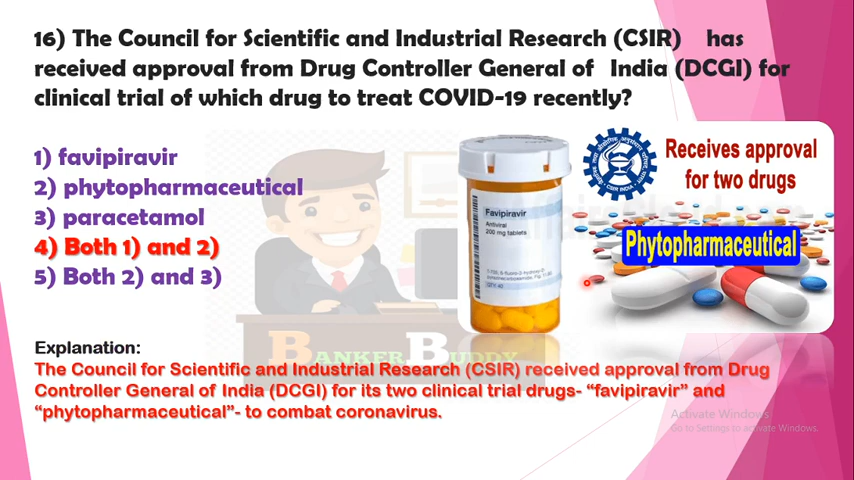 16) The Council for Scientific and Industrial Research (CSIR) has
received approval from Drug Controller General of India (DCGI) for
clinical trial of which drug to treat COVID-19 recently?
1) favipiravir
2) phytopharmaceutical
3) paracetamol
4) Both 1) and 2)
5) Both 2) and 3)
Favipiravir
Antiviral
200 mg tablets
CSIR INDIA
Receives approval
for two drugs
Phytopharmaceutical
BANKER BUDDY
Explanation:
The Council for Scientific and Industrial Research (CSIR) received approval from Drug
Controller General of India (DCGI) for its two clinical trial drugs- “favipiravir” and
“phytopharmaceutical”- to combat coronavirus.
Activate Windows
Go to Settings to activate Windows.